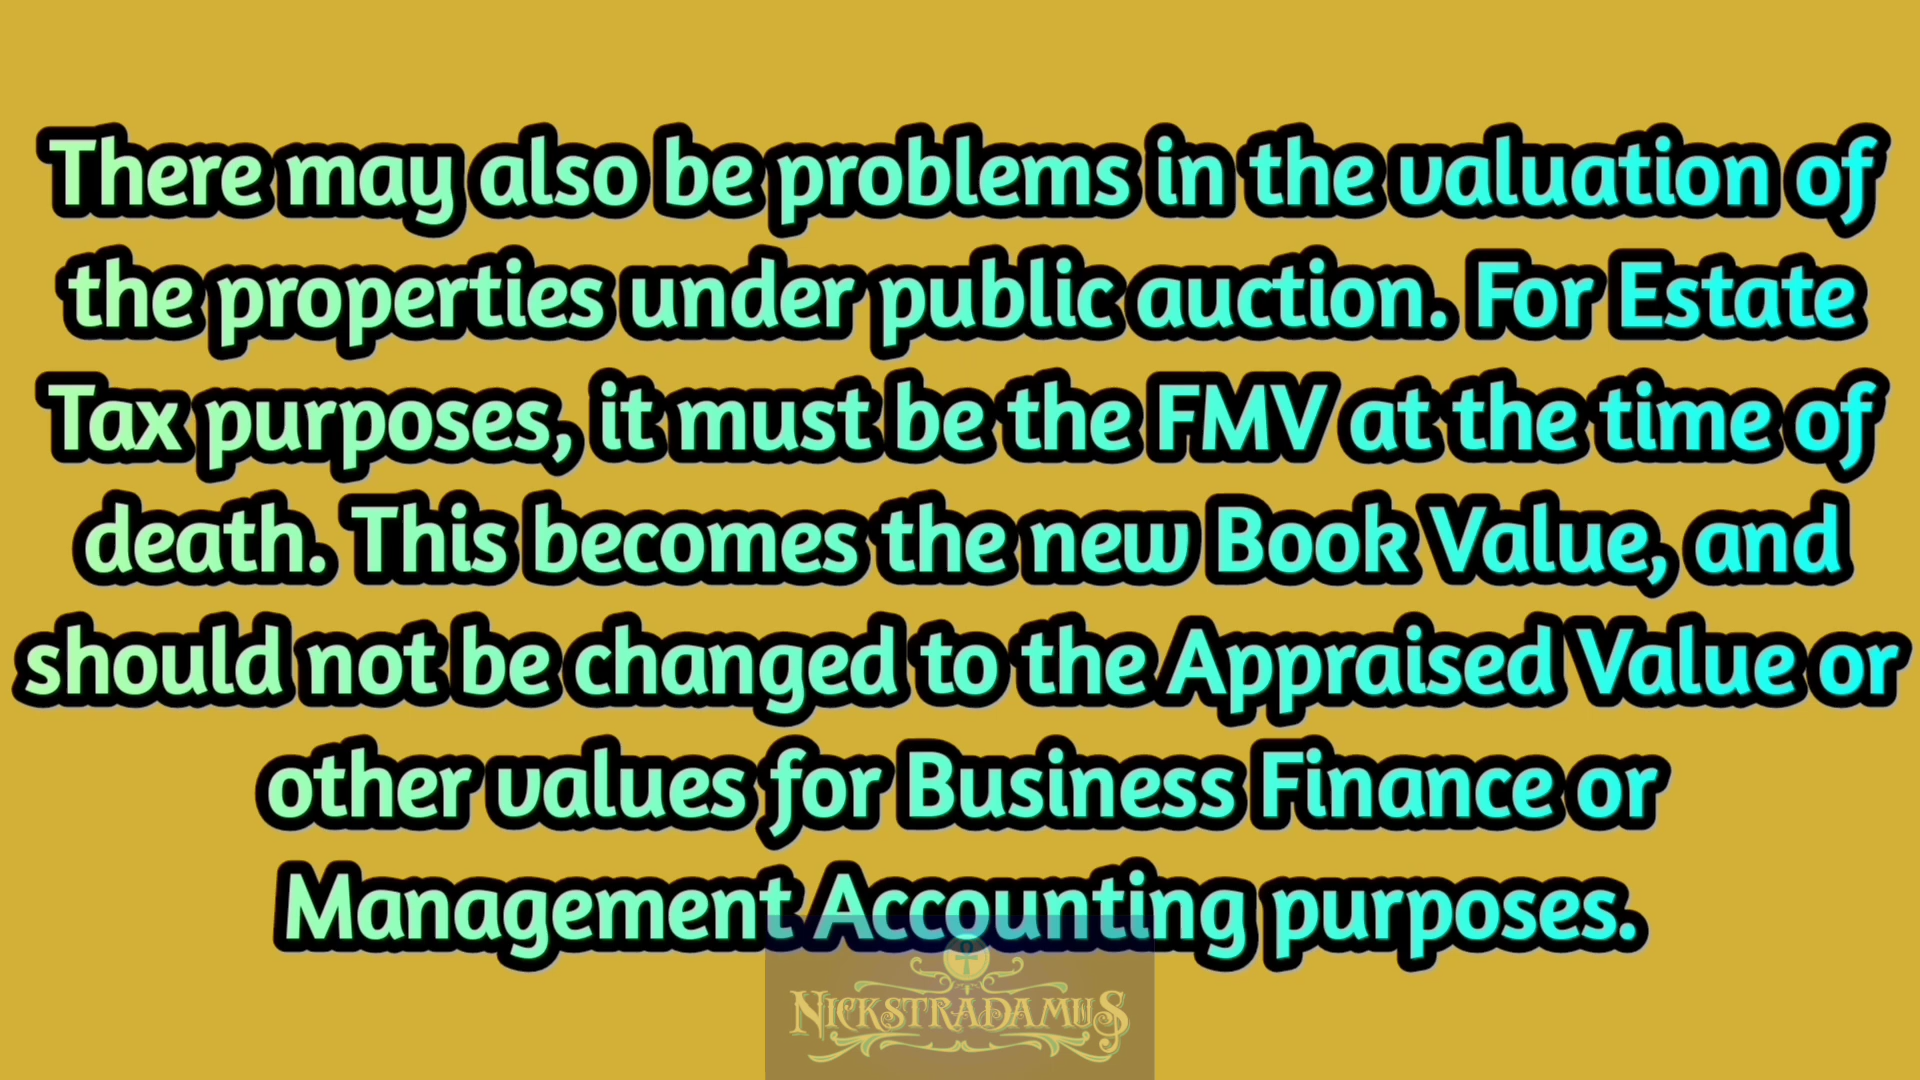 There may also be problems in the valuation of
the properties under public auction. For Estate
Tax purposes, it must be the FMV at the time of
death. This becomes the new Book Value, and
should not be changed to the Appraised Value or
other values for Business Finance or
Management Accounting purposes.
NICKSTRADAMUS